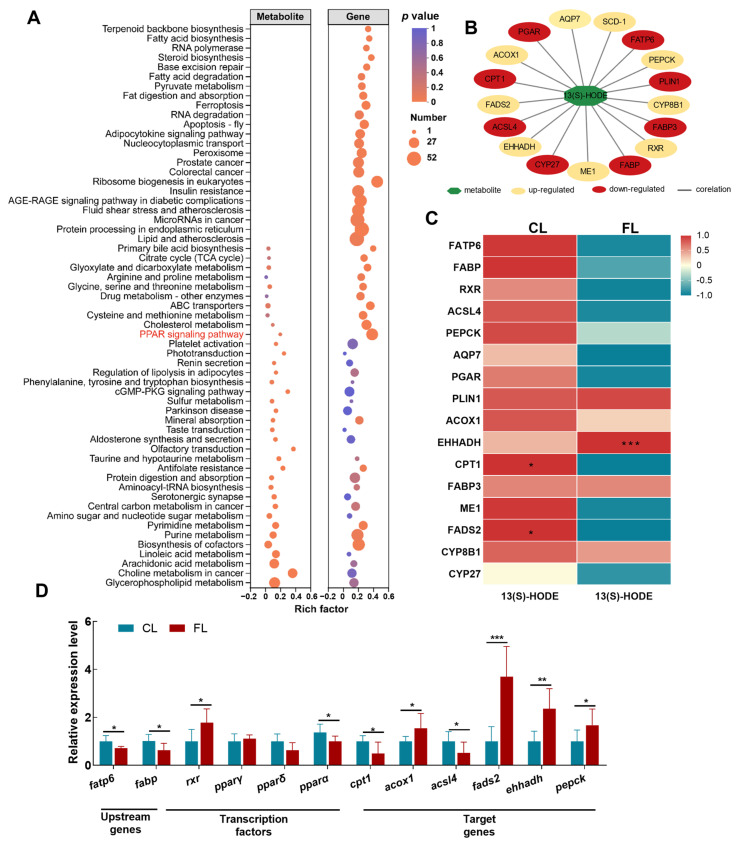 A
Metabolite
Gene
Terpenoid backbone biosynthesis
Fatty acid biosynthesis
RNA polymerase
Steroid biosynthesis
Base excision repair
Fatty acid degradation
Pyruvate metabolism
Fat digestion and absorption
Ferroptosis
RNA degradation
Apoptosis - fly
Adipocytokine signaling pathway
Nucleocytoplasmic transport
Peroxisome
Prostate cancer
Colorectal cancer
Ribosome biogenesis in eukaryotes
Insulin resistance
AGE-RAGE signaling pathway in diabetic complications
Fluid shear stress and atherosclerosis
MicroRNAs in cancer
Protein processing in endoplasmic reticulum
Lipid and atherosclerosis
Primary bile acid biosynthesis
Citrate cycle (TCA cycle)
Glyoxylate and dicarboxylate metabolism
Arginine and proline metabolism
Glycine, serine and threonine metabolism
Drug metabolism - other enzymes
ABC transporters
Cysteine and methionine metabolism
Cholesterol metabolism
PPAR signaling pathway
Platelet activation
Phototransduction
Renin secretion
Regulation of lipolysis in adipocytes
Phenylalanine, tyrosine and tryptophan biosynthesis
cGMP-PKG signaling pathway
Sulfur metabolism
Parkinson disease
Mineral absorption
Taste transduction
Aldosterone synthesis and secretion
Olfactory transduction
Taurine and hypotaurine metabolism
Antifolate resistance
Protein digestion and absorption
Aminoacyl-tRNA biosynthesis
Serotonergic synapse
Central carbon metabolism in cancer
Amino sugar and nucleotide sugar metabolism
Pyrimidine metabolism
Purine metabolism
Biosynthesis of cofactors
Linoleic acid metabolism
Arachidonic acid metabolism
Choline metabolism in cancer
Glycerophospholipid metabolism
−0.2 0 0.2 0.4 0.6 −0.2 0 0.2 0.4 0.6
Rich factor
p value
0.8
0.6
0.4
0.2
0
Number
1
27
52
B
AQP7
SCD-1
PGAR
FATP6
ACOX1
PEPCK
CPT1
PLIN1
13(S)-HODE
FADS2
CYP8B1
ACSL4
FABP3
EHHADH
RXR
CYP27
FABP
ME1
metabolite
up-regulated
down-regulated
corelation
C
CL
FL
FATP6
FABP
RXR
ACSL4
PEPCK
AQP7
PGAR
PLIN1
ACOX1
EHHADH
***
CPT1
*
FABP3
ME1
FADS2
*
CYP8B1
CYP27
13(S)-HODE 13(S)-HODE
1.0
0.5
0
-0.5
-1.0
D
Relative expression level
6
4
2
0
CL FL
*
*
*
*
*
*
*
***
**
*
fatp6 fabp rxr pparγ pparδ pparα cpt1 acox1 acsl4 fads2 ehhadh pepck
Upstream
genes
Transcription
factors
Target
genes